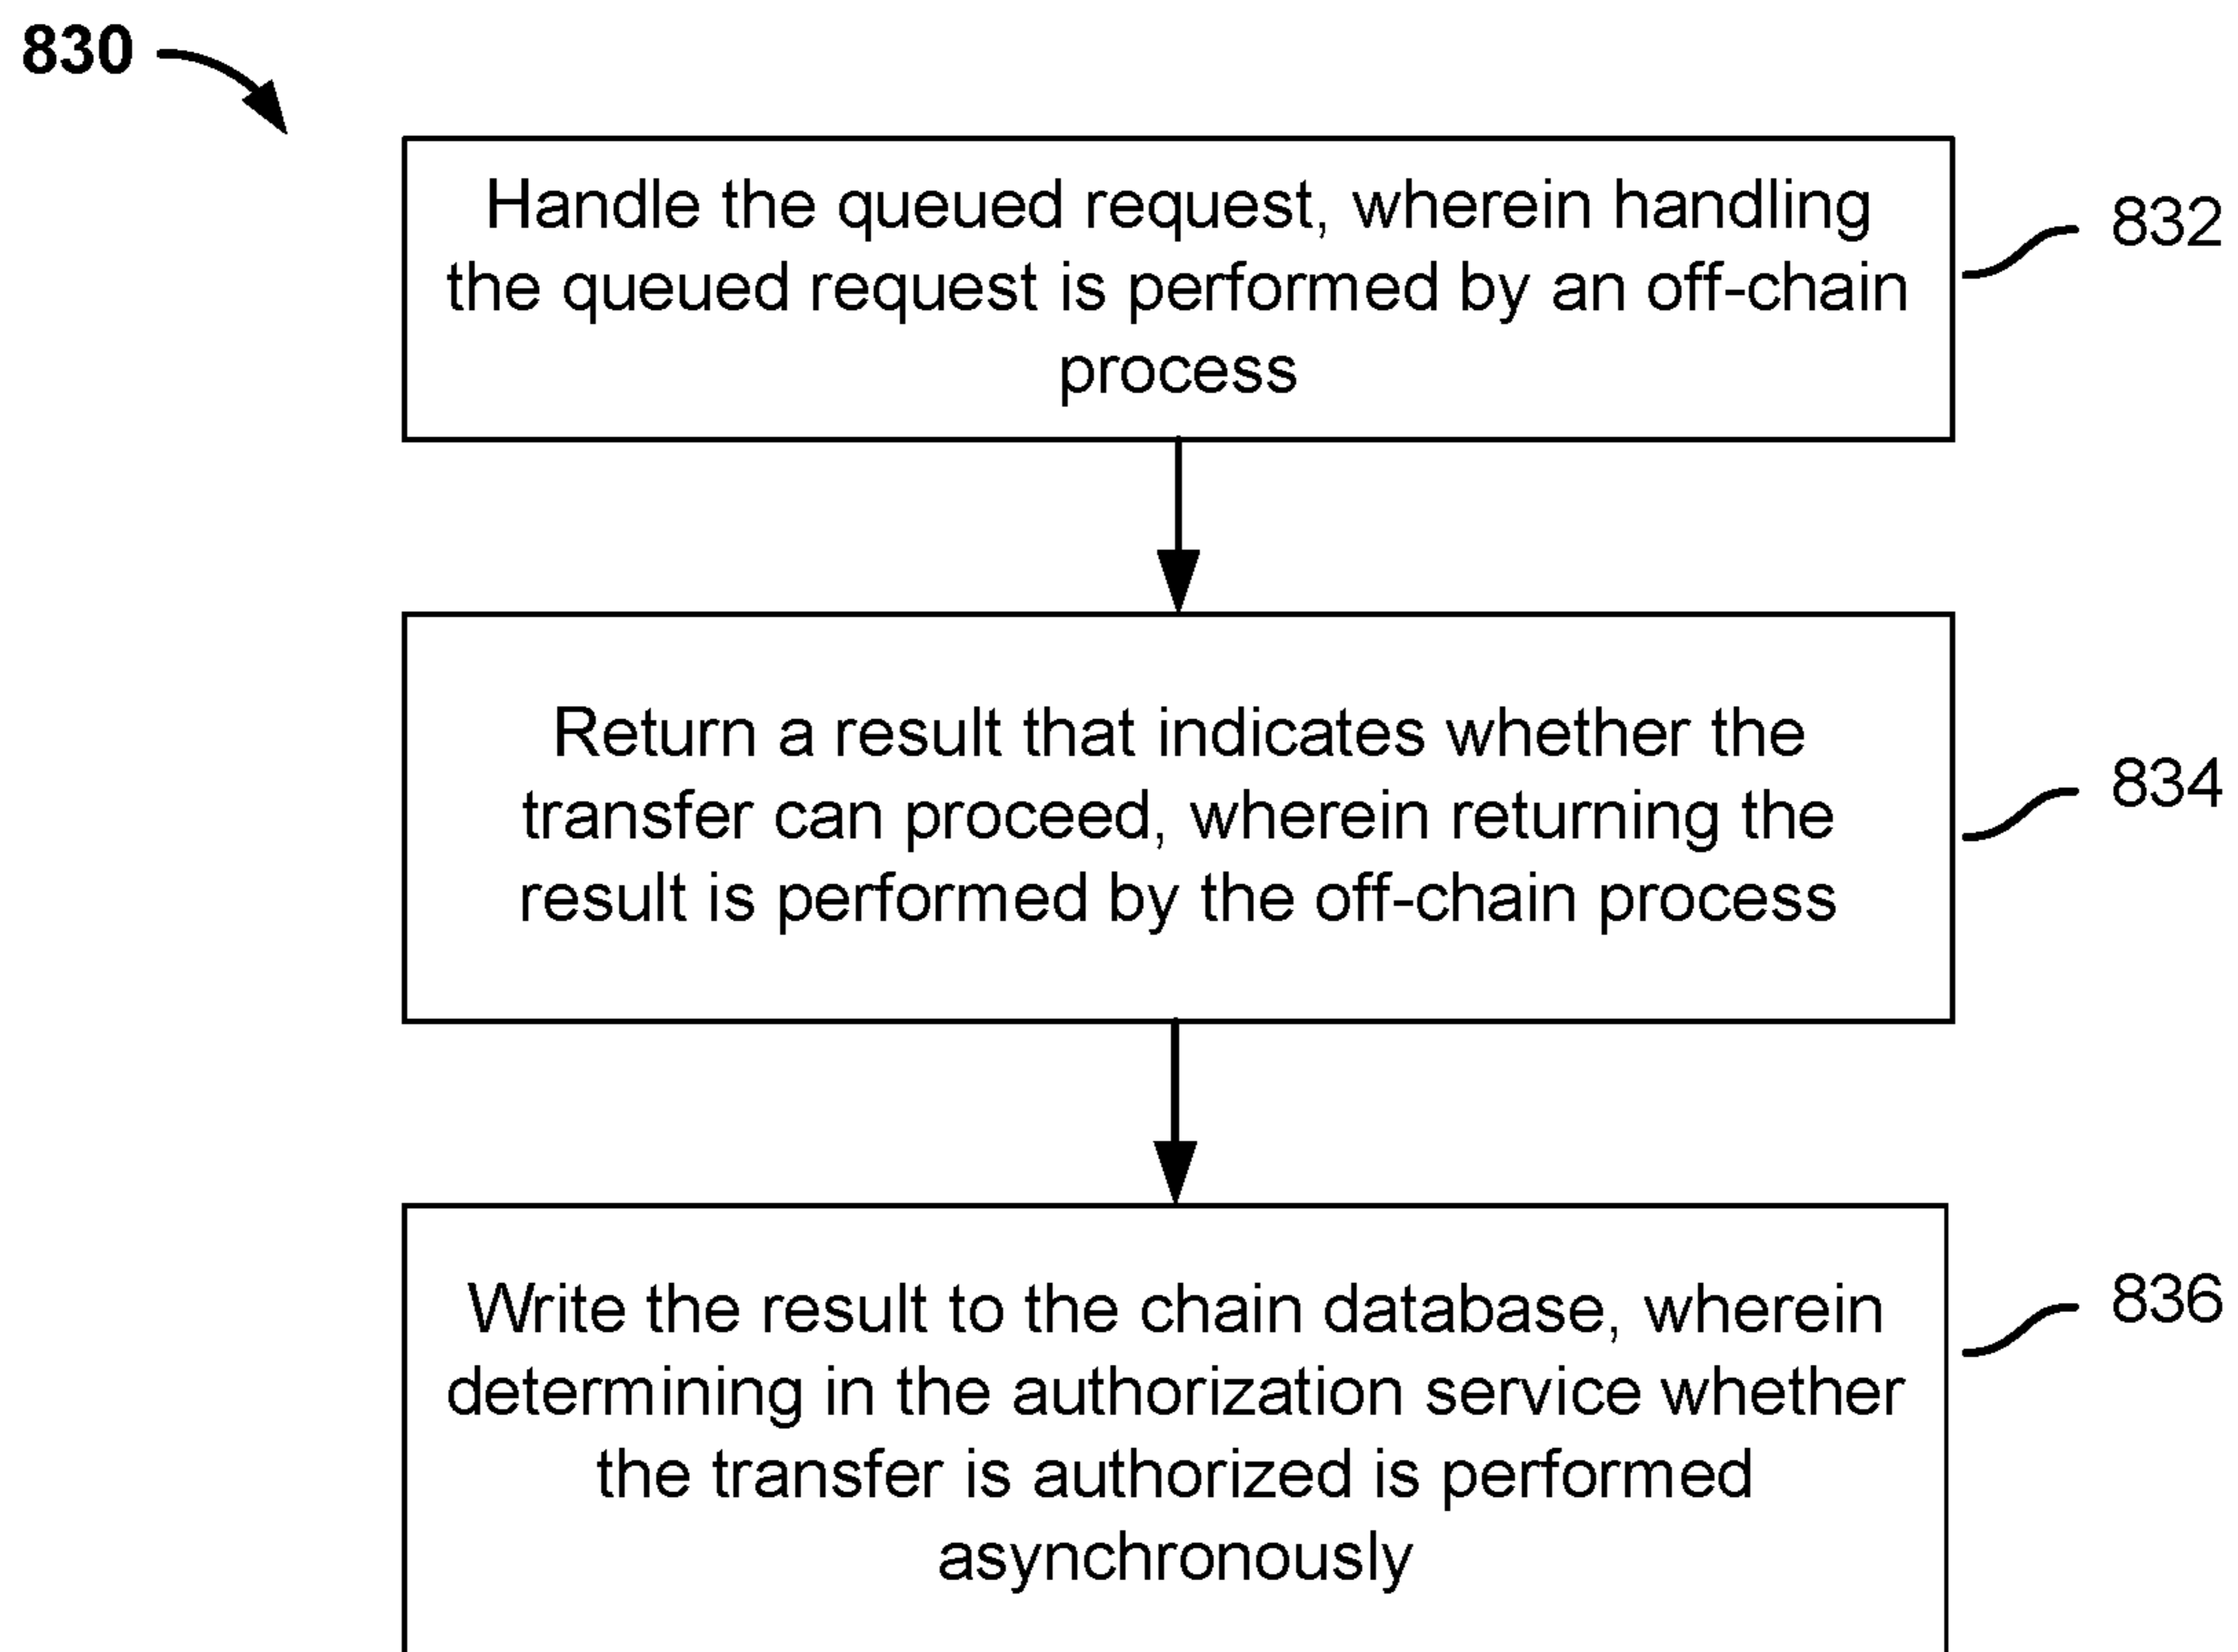 830
Handle the queued request, wherein handling
the queued request is performed by an off-chain
process
832
Return a result that indicates whether the
transfer can proceed, wherein returning the
result is performed by the off-chain process
834
Write the result to the chain database, wherein
determining in the authorization service whether
the transfer is authorized is performed
asynchronously
836